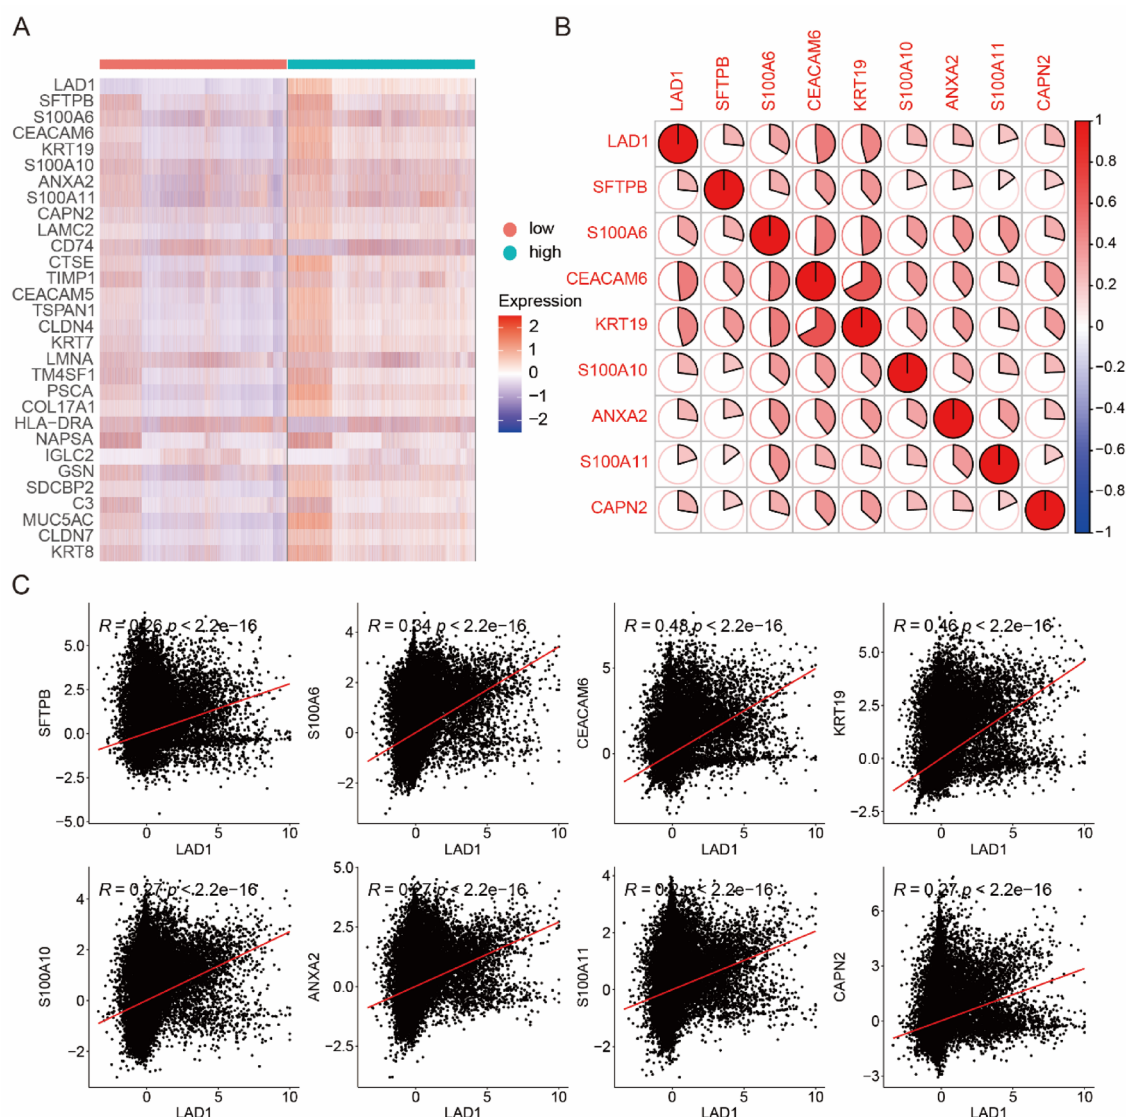 A
B
LAD1
SFTPB
S100A6
CEACAM6
KRT19
S100A10
ANXA2
S100A11
CAPN2
LAMC2
CD74
CTSE
TIMP1
CEACAM5
TSPAN1
CLDN4
KRT7
LMNA
TM4SF1
PSCA
COL17A1
HLA−DRA
NAPSA
IGLC2
GSN
SDCBP2
C3
MUC5AC
CLDN7
KRT8
low
high
Expression
2
1
0
−1
−2
LAD1
SFTPB
S100A6
CEACAM6
KRT19
S100A10
ANXA2
S100A11
CAPN2
LAD1
SFTPB
S100A6
CEACAM6
KRT19
S100A10
ANXA2
S100A11
CAPN2
1
0.8
0.6
0.4
0.2
0
−0.2
−0.4
−0.6
−0.8
−1
C
R = 0.26 p < 2.2e−16
SFTPB
5.0
2.5
0.0
−2.5
−5.0
0 5 10
LAD1
R = 0.34 p < 2.2e−16
S100A6
4
2
0
−2
0 5 10
LAD1
R = 0.48 p < 2.2e−16
CEACAM6
5
0
0 5 10
LAD1
R = 0.46 p < 2.2e−16
KRT19
5.0
2.5
0.0
−2.5
0 5 10
LAD1
R = 0.27 p < 2.2e−16
S100A10
4
2
0
−2
0 5 10
LAD1
R = 0.27 p < 2.2e−16
ANXA2
5.0
2.5
0.0
−2.5
0 5 10
LAD1
p < 2.2e−16
S100A11
4
2
0
−2
0 5 10
LAD1
R = 0.27 p < 2.2e−16
CAPN2
6
3
0
−3
0 5 10
LAD1